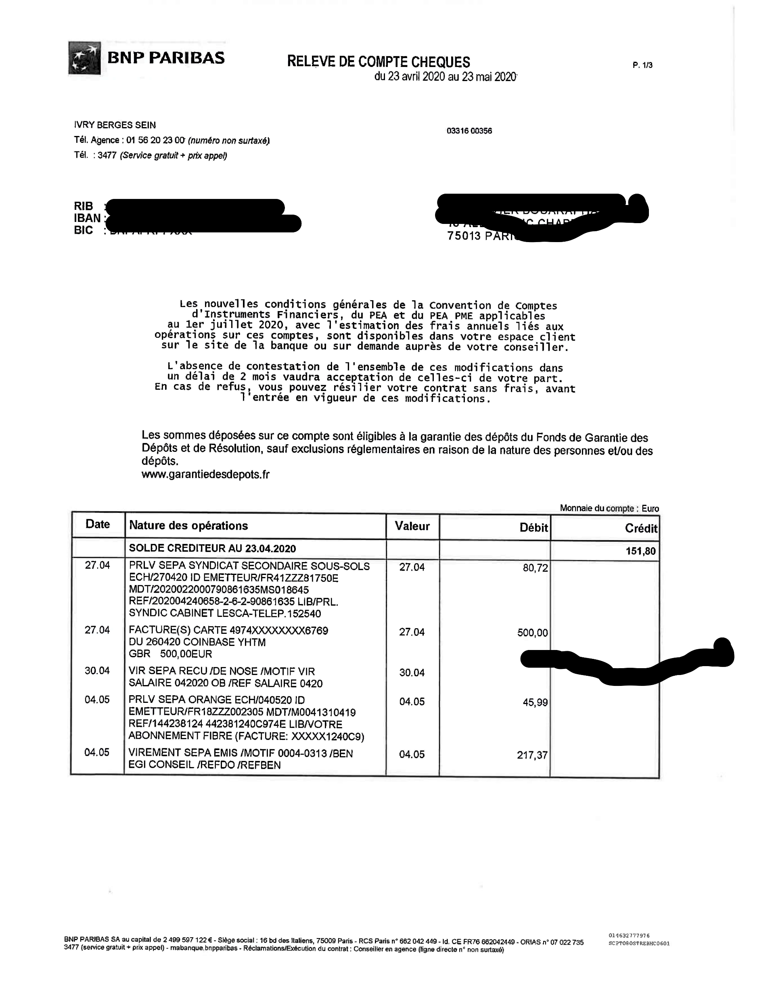 BNP PARIBAS
RELEVE DE COMPTE CHEQUES
P. 1/3
du 23 avril 2020 au 23 mai 2020
IVRY BERGES SEIN
03316 00356
Tél. Agence : 01 56 20 23 00 (numéro non surtaxé)
Tél. : 3477 (Service gratuit + prix appel)
RIB :
IBAN :
BIC :
75013
Les nouvelles conditions générales de la Convention de Comptes
d'Instruments Financiers, du PEA et du PEA PME applicables
au 1er juillet 2020, avec l'estimation des frais annuels liés aux
opérations sur ces comptes, sont disponibles dans votre espace client
sur le site de la banque ou sur demande auprès de votre conseiller.
L'absence de contestation de l'ensemble de ces modifications dans
un délai de 2 mois vaudra acceptation de celles-ci de votre part.
En cas de refus, vous pouvez résilier votre contrat sans frais, avant
l'entrée en vigueur de ces modifications.
Les sommes déposées sur ce compte sont éligibles à la garantie des dépôts du Fonds de Garantie des
Dépôts et de Résolution, sauf exclusions réglementaires en raison de la nature des personnes et/ou des
dépôts.
www.garantiedesdepots.fr
Monnaie du compte : Euro
Date Nature des opérations Valeur Débit Crédit
SOLDE CREDITEUR AU 23.04.2020 151,80
27.04 PRLV SEPA SYNDICAT SECONDAIRE SOUS-SOLS 27.04 80,72
ECH/270420 ID EMETTEUR/FR41ZZZ81750E
MDT/2020022000790861635MS018645
REF/202004240658-2-6-2-90861635 LIB/PRL.
SYNDIC CABINET LESCA-TELEP.152540
27.04 FACTURE(S) CARTE 4974XXXXXXXX6769 27.04 500,00
DU 260420 COINBASE YHTM
GBR 500,00EUR
30.04 VIR SEPA RECU /DE NOSE /MOTIF VIR 30.04
SALAIRE 042020 OB /REF SALAIRE 0420
04.05 PRLV SEPA ORANGE ECH/040520 ID 04.05 45,99
EMETTEUR/FR18ZZZ002305 MDT/M0041310419
REF/144238124 442381240C974E LIB/VOTRE
ABONNEMENT FIBRE (FACTURE: XXXXX1240C9)
04.05 VIREMENT SEPA EMIS /MOTIF 0004-0313 /BEN 04.05 217,37
EGI CONSEIL /REFDO /REFBEN
014632777976
BNP PARIBAS SA au capital de 2 499 597 122 € - Siège social : 16 bd des Italiens, 75009 Paris - RCS Paris n° 662 042 449 - Id. CE FR76 662042449 - ORIAS n° 07 022 735
SCPTOBOSTREBHC0601
3477 (service gratuit + prix appel) - mabanque.bnpparibas - Réclamations/Exécution du contrat : Conseiller en agence (ligne directe n° non surtaxé)